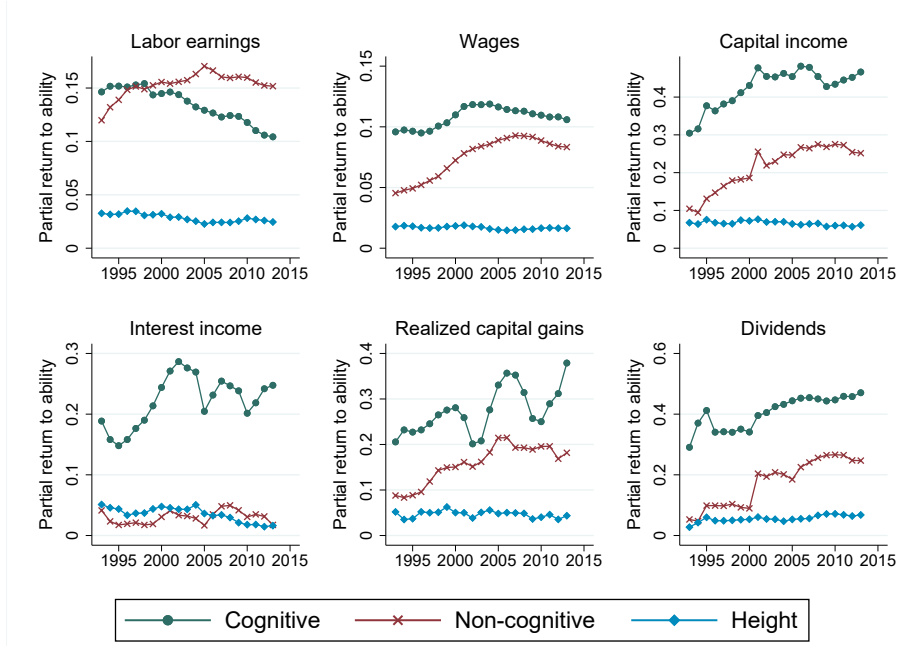 Labor earnings
Partial return to ability
0 0.05 0.1 0.15
1995 2000 2005 2010 2015
Wages
Partial return to ability
0 0.05 0.1 0.15
1995 2000 2005 2010 2015
Capital income
Partial return to ability
0 0.1 0.2 0.3 0.4
1995 2000 2005 2010 2015
Interest income
Partial return to ability
0 0.1 0.2 0.3
1995 2000 2005 2010 2015
Realized capital gains
Partial return to ability
0 0.1 0.2 0.3 0.4
1995 2000 2005 2010 2015
Dividends
Partial return to ability
0 0.2 0.4 0.6
1995 2000 2005 2010 2015
Cognitive Non-cognitive Height